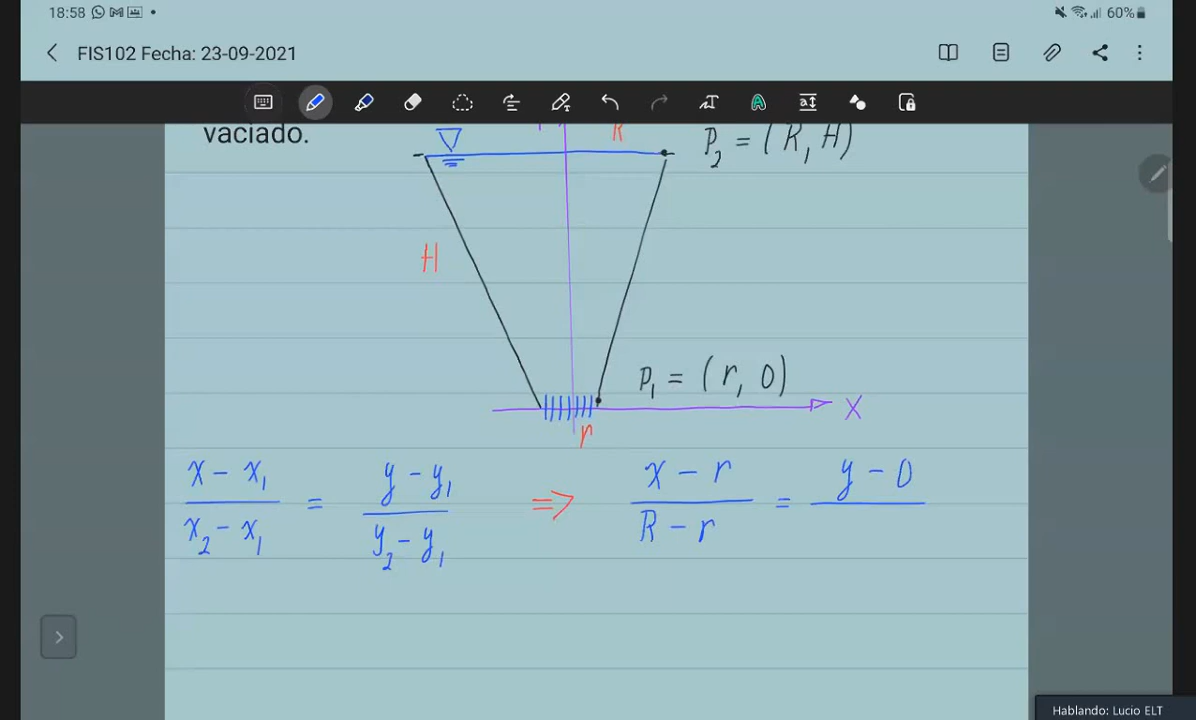 18:58 60%
FIS102 Fecha: 23-09-2021
vaciado.
R P₂ = (R, H)
H
P₁ = (r, 0)
X
r
x - x₁ / x₂ - x₁ = y - y₁ / y₂ - y₁ ⇒ x - r / R - r = y - 0
Hablando: Lucio ELT